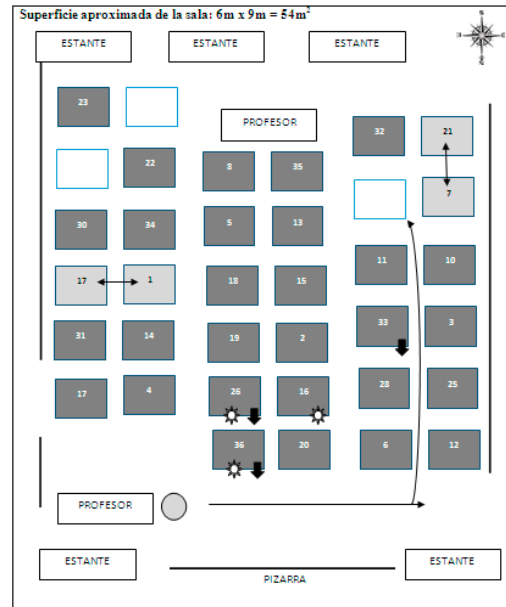 Superficie aproximada de la sala: 6m x 9m = 54m²
ESTANTE ESTANTE ESTANTE
23
PROFESOR
32 21
22
8 35
7
30 34
5 13
11 10
17 1
18 15
33 3
31 14
19 2
28 25
17 4
26 16
36 20
6 12
PROFESOR
ESTANTE
ESTANTE
PIZARRA